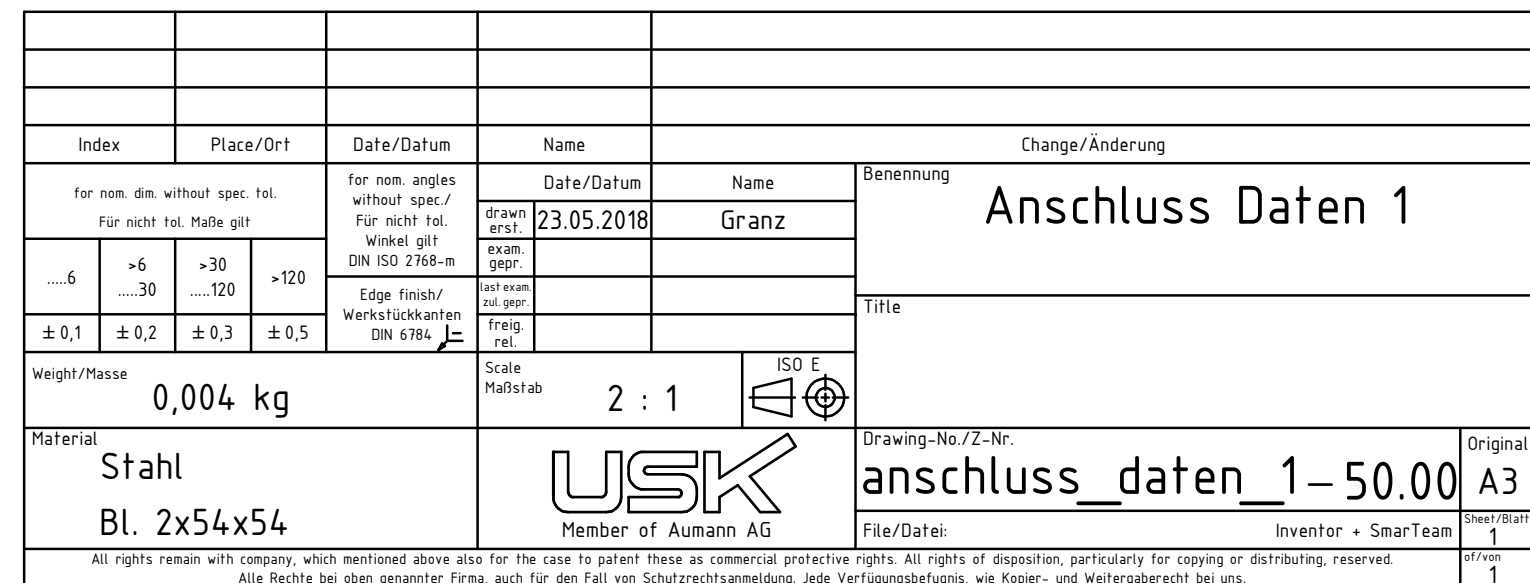 Index Place/Ort Date/Datum Name Change/Änderung
for nom. dim. without spec. tol.
Für nicht tol. Maße gilt
.....6
>6
.....30
>30
.....120
>120
± 0,1 ± 0,2 ± 0,3 ± 0,5
for nom. angles
without spec./
Für nicht tol.
Winkel gilt
DIN ISO 2768-m
Edge finish/
Werkstückkanten
DIN 6784
Date/Datum Name
drawn
erst.
23.05.2018 Granz
exam.
gepr.
last exam.
zul. gepr.
freig.
rel.
Benennung
Anschluss Daten 1
Title
Weight/Masse
0,004 kg
Scale
Maßstab
2 : 1
ISO E
Material
Stahl
Bl. 2x54x54
USK
Member of Aumann AG
Drawing-No./Z-Nr.
anschluss_daten_1 – 50.00
File/Datei: Inventor + SmarTeam
Original
A3
Sheet/Blatt
1
of/von
1
All rights remain with company, which mentioned above also for the case to patent these as commercial protective rights. All rights of disposition, particularly for copying or distributing, reserved.
Alle Rechte bei oben genannter Firma, auch für den Fall von Schutzrechtsanmeldung. Jede Verfügungsbefugnis, wie Kopier- und Weitergaberecht bei uns.